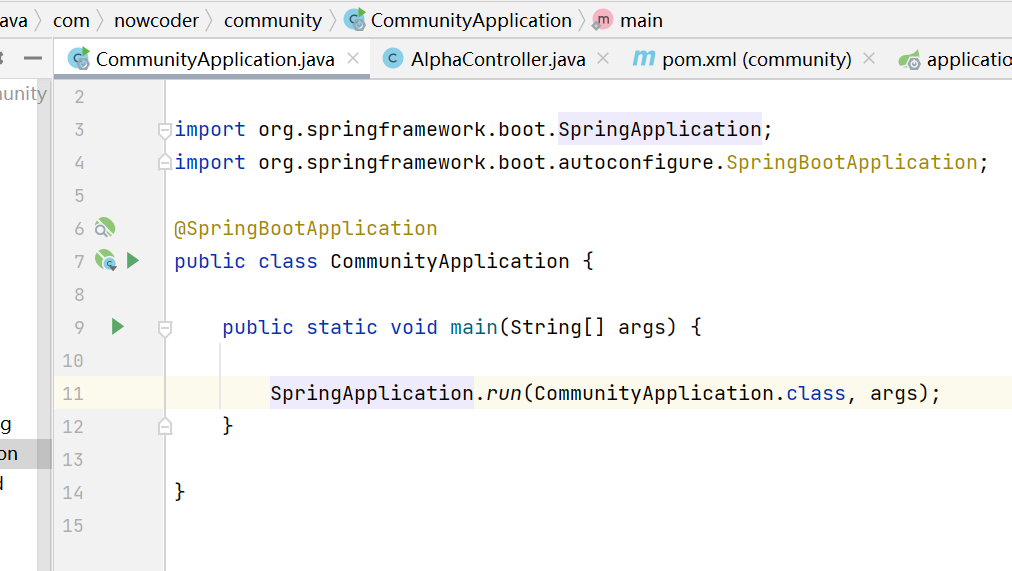 ava com nowcoder community CommunityApplication main
CommunityApplication.java AlphaController.java pom.xml (community) applicatio
unity
2
3 import org.springframework.boot.SpringApplication;
4 import org.springframework.boot.autoconfigure.SpringBootApplication;
5
6 @SpringBootApplication
7 public class CommunityApplication {
8
9 public static void main(String[] args) {
10
11 SpringApplication.run(CommunityApplication.class, args);
12 }
g
on
13
14 }
15